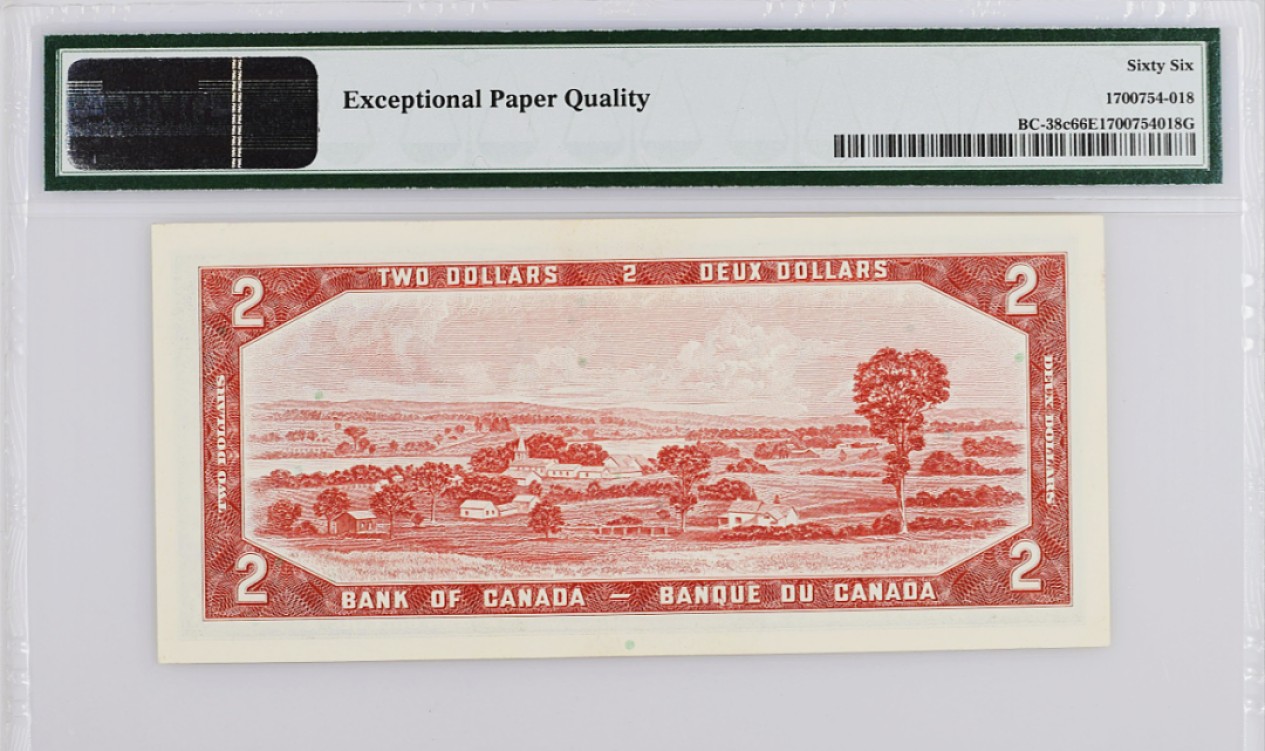 Exceptional Paper Quality
Sixty Six
1700754-018
BC-38c66E1700754018G
TWO DOLLARS 2 DEUX DOLLARS
2 2
TWO DOLLARS
DEUX DOLLARS
2 2
BANK OF CANADA — BANQUE DU CANADA